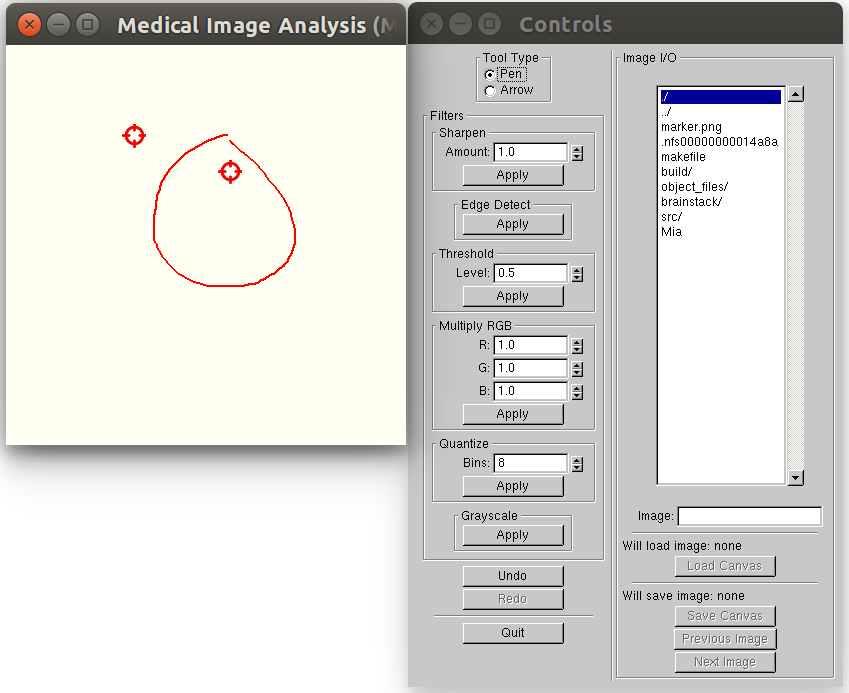 Medical Image Analysis (M
Controls
Tool Type
Pen
Arrow
Filters
Sharpen
Amount: 1.0
Apply
Edge Detect
Apply
Threshold
Level: 0.5
Apply
Multiply RGB
R: 1.0
G: 1.0
B: 1.0
Apply
Quantize
Bins: 8
Apply
Grayscale
Apply
Undo
Redo
Quit
Image I/O
./
../
marker.png
.nfs00000000014a8a
makefile
build/
object_files/
brainstack/
src/
Mia
Image:
Will load image: none
Load Canvas
Will save image: none
Save Canvas
Previous Image
Next Image